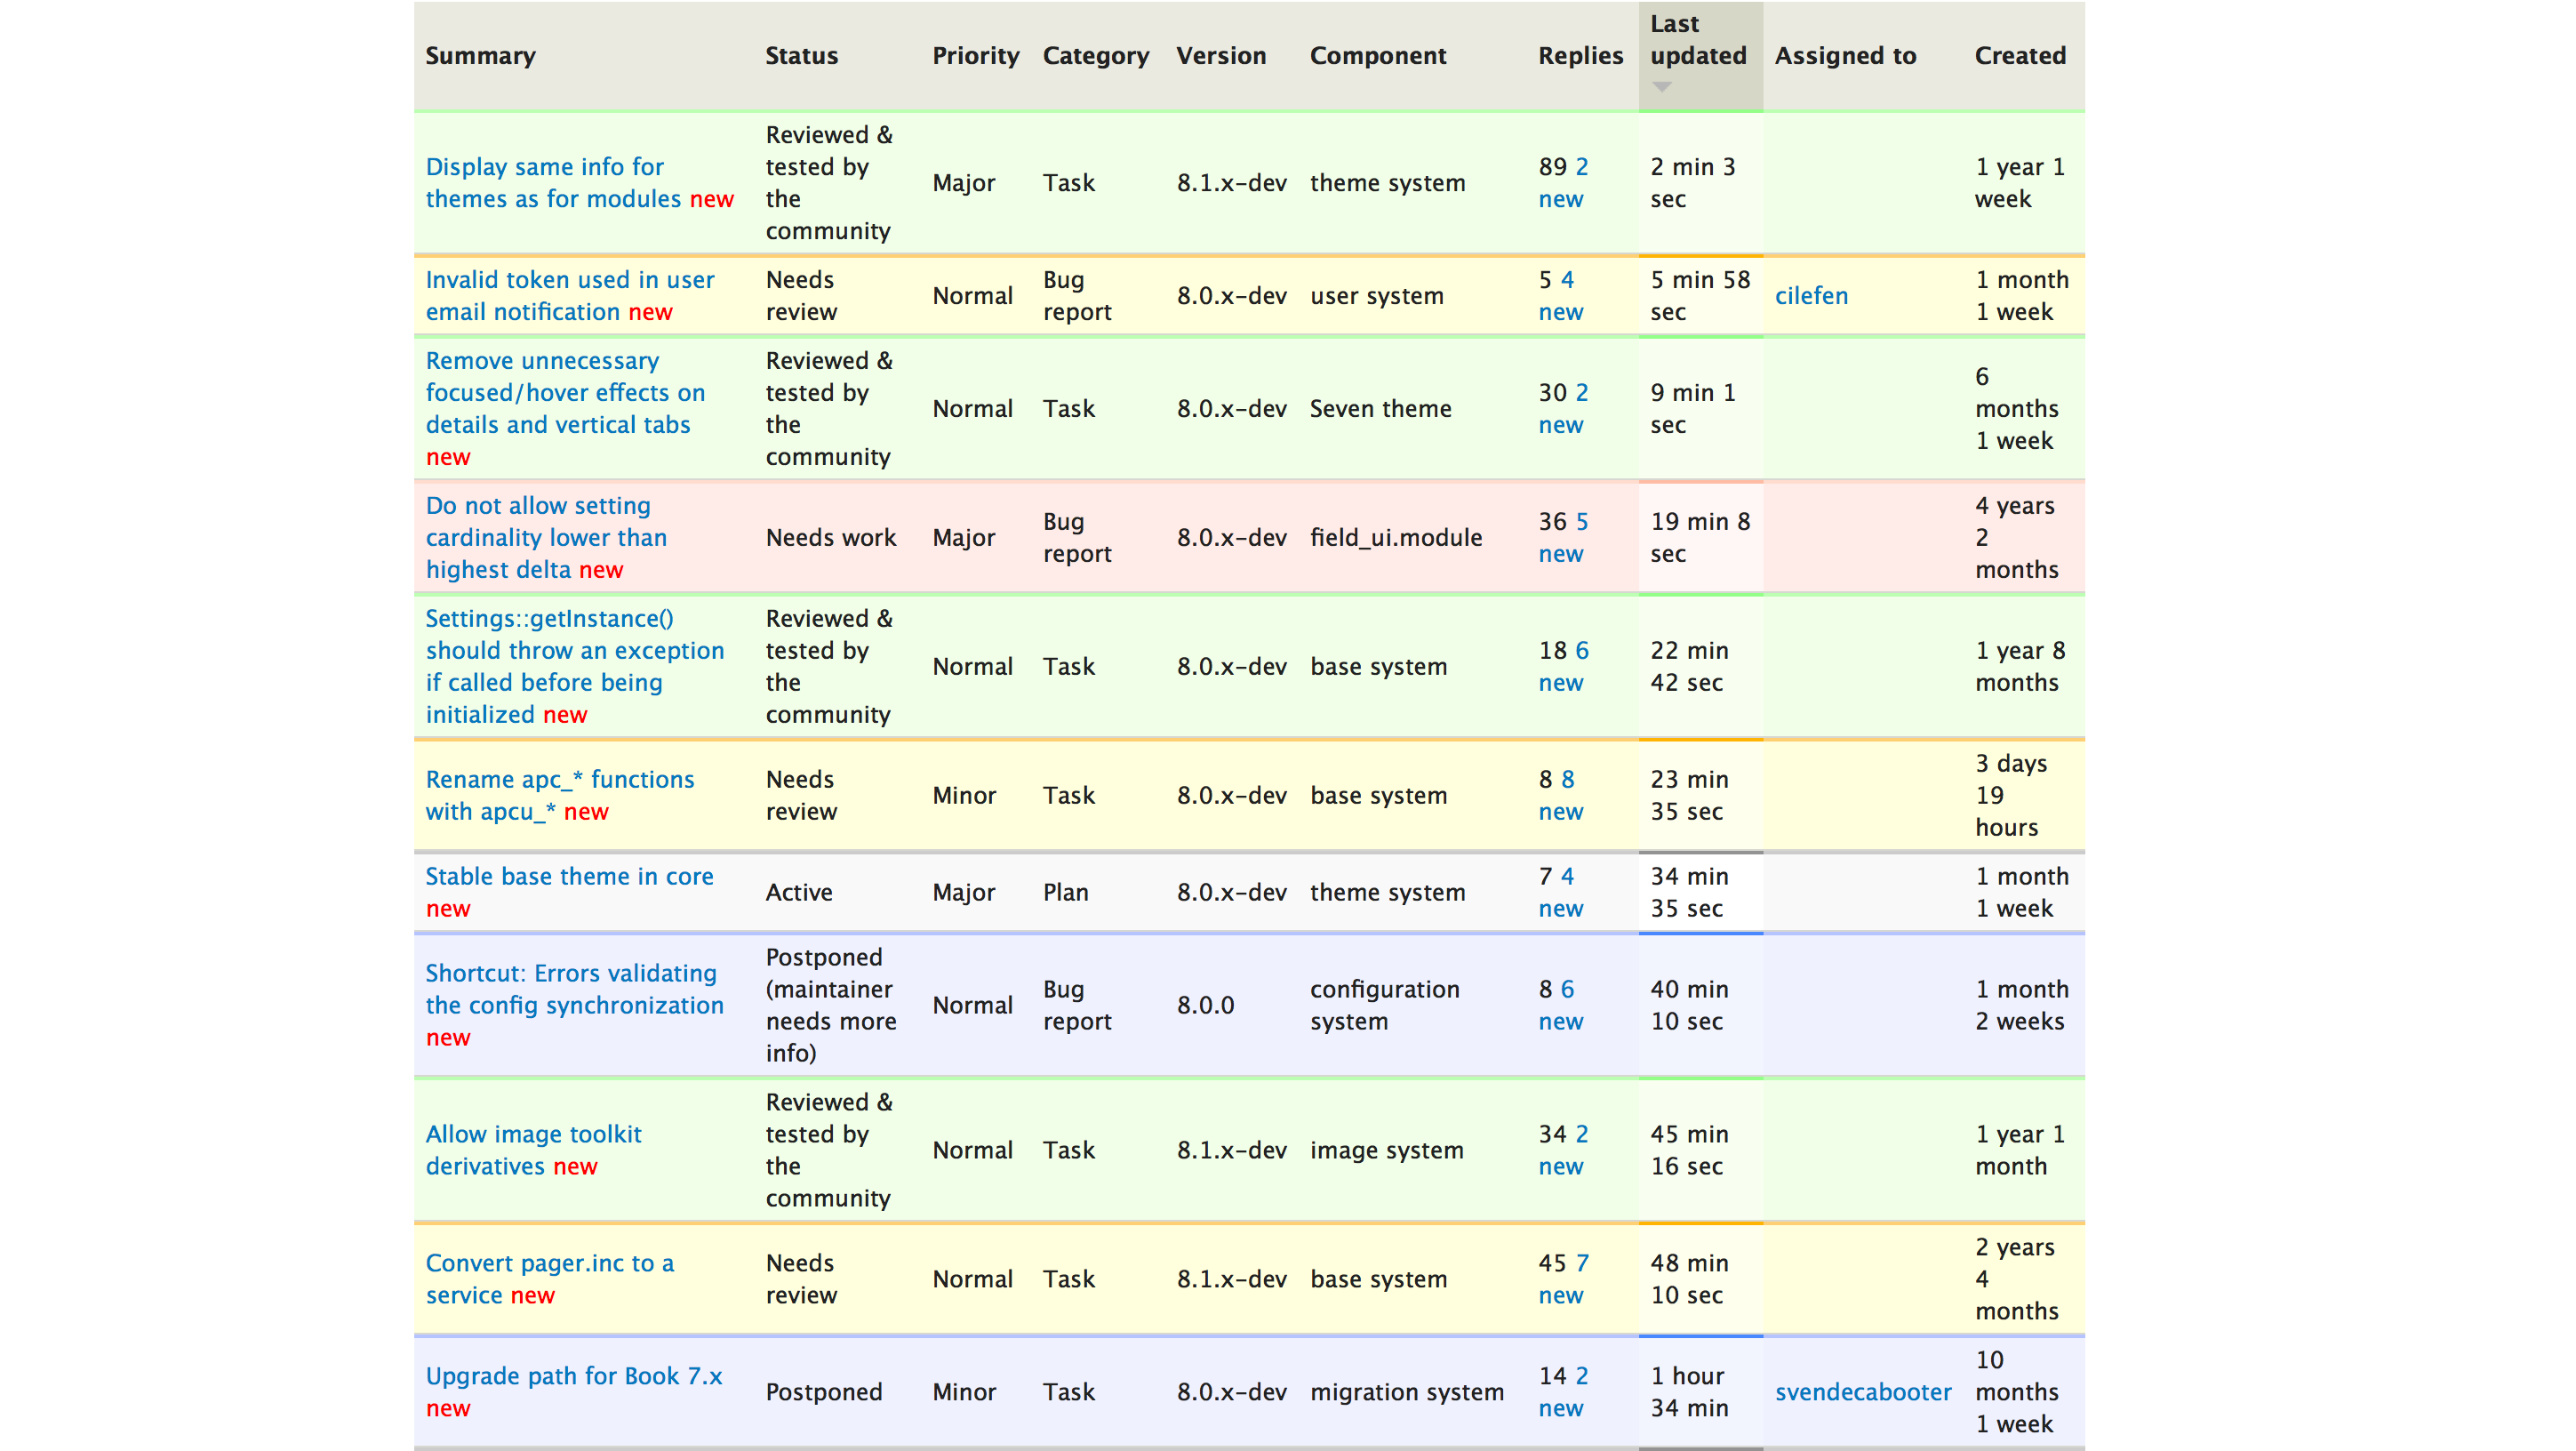 Summary Status Priority Category Version Component Replies Last updated Assigned to Created
Display same info for themes as for modules new Reviewed & tested by the community Major Task 8.1.x-dev theme system 89 2 new 2 min 3 sec 1 year 1 week
Invalid token used in user email notification new Needs review Normal Bug report 8.0.x-dev user system 5 4 new 5 min 58 sec cilefen 1 month 1 week
Remove unnecessary focused/hover effects on details and vertical tabs new Reviewed & tested by the community Normal Task 8.0.x-dev Seven theme 30 2 new 9 min 1 sec 6 months 1 week
Do not allow setting cardinality lower than highest delta new Needs work Major Bug report 8.0.x-dev field_ui.module 36 5 new 19 min 8 sec 4 years 2 months
Settings::getInstance() should throw an exception if called before being initialized new Reviewed & tested by the community Normal Task 8.0.x-dev base system 18 6 new 22 min 42 sec 1 year 8 months
Rename apc_* functions with apcu_* new Needs review Minor Task 8.0.x-dev base system 8 8 new 23 min 35 sec 3 days 19 hours
Stable base theme in core new Active Major Plan 8.0.x-dev theme system 7 4 new 34 min 35 sec 1 month 1 week
Shortcut: Errors validating the config synchronization new Postponed (maintainer needs more info) Normal Bug report 8.0.0 configuration system 8 6 new 40 min 10 sec 1 month 2 weeks
Allow image toolkit derivatives new Reviewed & tested by the community Normal Task 8.1.x-dev image system 34 2 new 45 min 16 sec 1 year 1 month
Convert pager.inc to a service new Needs review Normal Task 8.1.x-dev base system 45 7 new 48 min 10 sec 2 years 4 months
Upgrade path for Book 7.x new Postponed Minor Task 8.0.x-dev migration system 14 2 new 1 hour 34 min svendecabooter 10 months 1 week